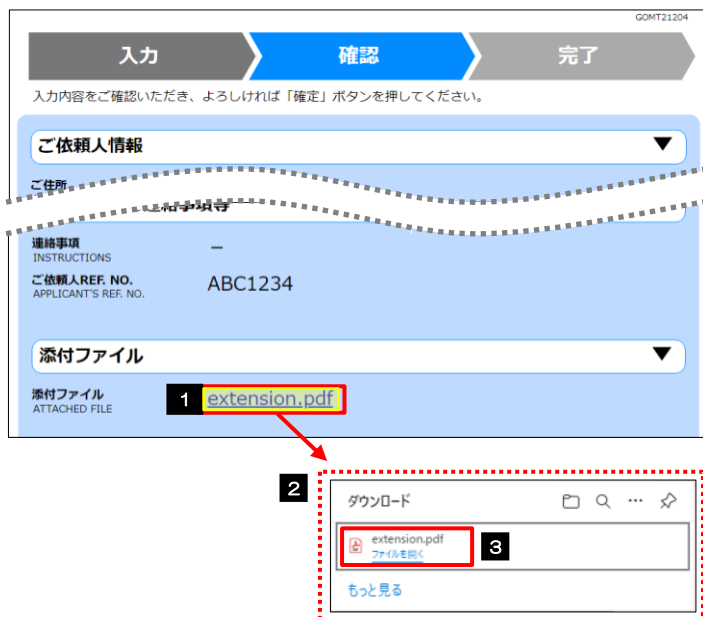 GOMT21204
入力 確認 完了
入力内容をご確認いただき、よろしければ「確定」ボタンを押してください。
ご依頼人情報
ご住所
連絡事項
INSTRUCTIONS
－
ご依頼人REF. NO.
APPLICANT'S REF. NO.
ABC1234
添付ファイル
添付ファイル
ATTACHED FILE
1
extension.pdf
2
ダウンロード
extension.pdf
ファイルを開く
3
もっと見る